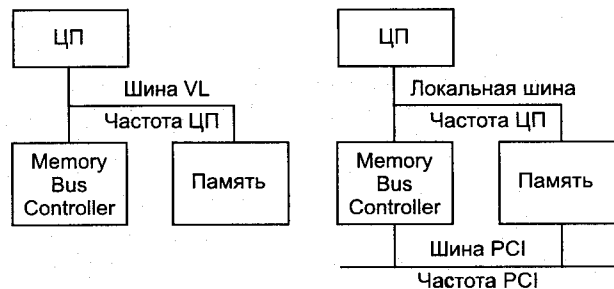 ЦП
Шина VL
Частота ЦП
Memory
Bus
Controller
Память
ЦП
Локальная шина
Частота ЦП
Memory
Bus
Controller
Память
Шина PCI
Частота PCI